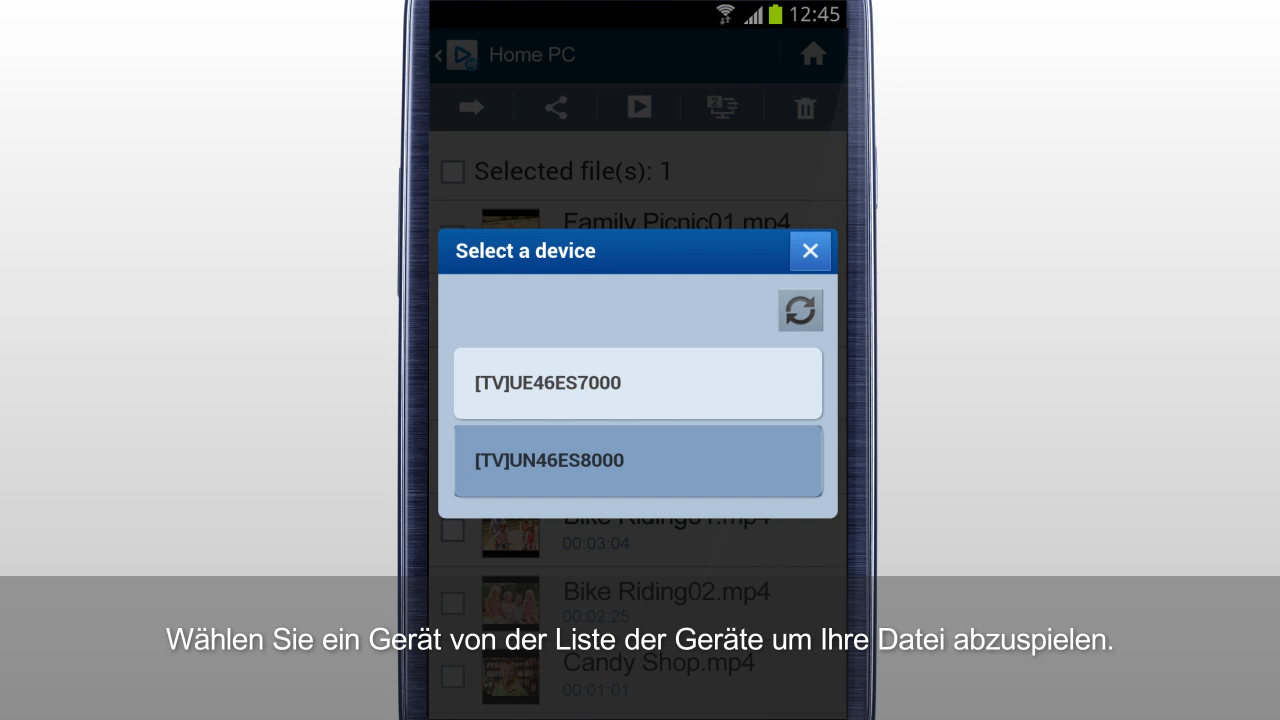 12:45
Home PC
2
Selected file(s): 1
Family Picnic01.mp4
Select a device
[TV]UE46ES7000
[TV]UN46ES8000
Bike Riding01.mp4
00:03:04
Bike Riding02.mp4
00:02:25
Wählen Sie ein Gerät von der Liste der Geräte um Ihre Datei abzuspielen.
Candy Shop.mp4
00:01:01